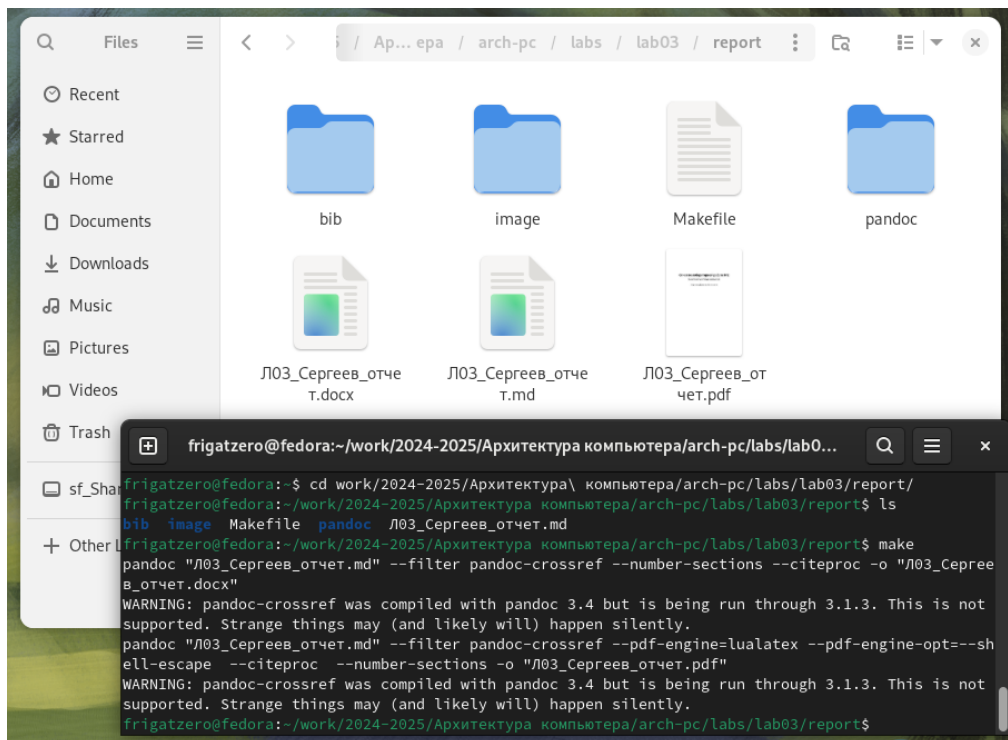 Files
5 / Ap... ера / arch-pc / labs / lab03 / report
Recent
Starred
Home
Documents
Downloads
Music
Pictures
Videos
Trash
sf_Shar
Other L
bib
image
Makefile
pandoc
Л03_Сергеев_отче
т.docx
Л03_Сергеев_отче
т.md
Л03_Сергеев_от
чет.pdf
frigatzero@fedora:~/work/2024-2025/Архитектура компьютера/arch-pc/labs/lab0...
frigatzero@fedora:~$ cd work/2024-2025/Архитектура\ компьютера/arch-pc/labs/lab03/report/
frigatzero@fedora:~/work/2024-2025/Архитектура компьютера/arch-pc/labs/lab03/report$ ls
bib image Makefile pandoc Л03_Сергеев_отчет.md
frigatzero@fedora:~/work/2024-2025/Архитектура компьютера/arch-pc/labs/lab03/report$ make
pandoc "Л03_Сергеев_отчет.md" --filter pandoc-crossref --number-sections --citeproc -o "Л03_Сергее
в_отчет.docx"
WARNING: pandoc-crossref was compiled with pandoc 3.4 but is being run through 3.1.3. This is not
supported. Strange things may (and likely will) happen silently.
pandoc "Л03_Сергеев_отчет.md" --filter pandoc-crossref --pdf-engine=lualatex --pdf-engine-opt=--sh
ell-escape --citeproc --number-sections -o "Л03_Сергеев_отчет.pdf"
WARNING: pandoc-crossref was compiled with pandoc 3.4 but is being run through 3.1.3. This is not
supported. Strange things may (and likely will) happen silently.
frigatzero@fedora:~/work/2024-2025/Архитектура компьютера/arch-pc/labs/lab03/report$